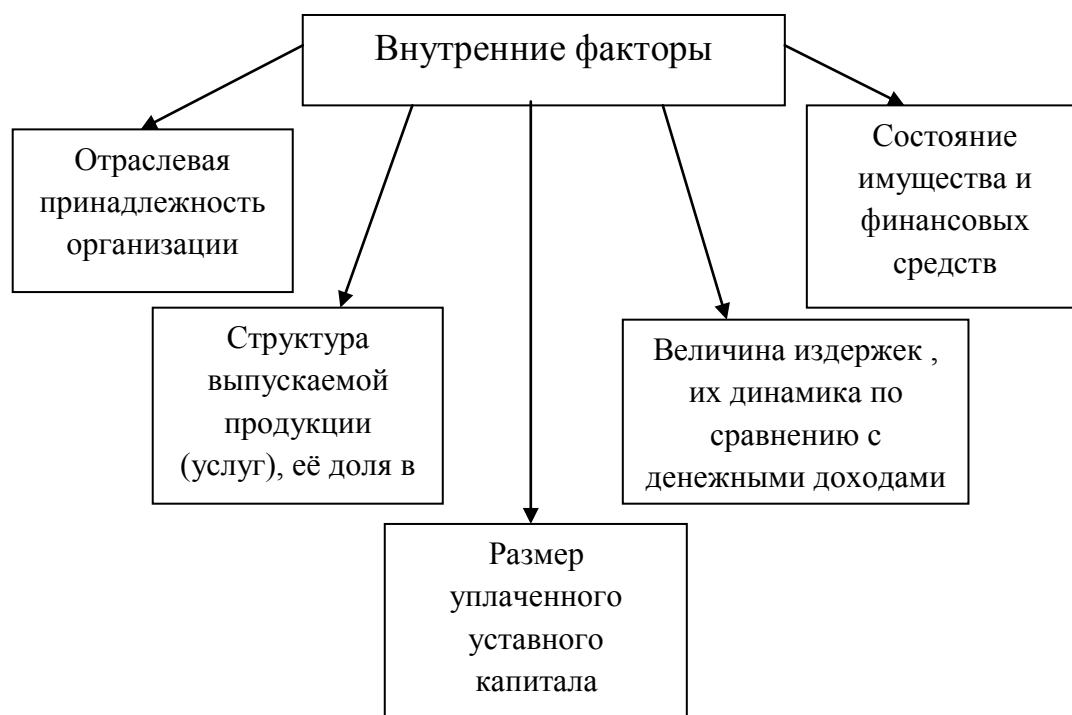 Внутренние факторы
Отраслевая
принадлежность
организации
Структура
выпускаемой
продукции
(услуг), её доля в
Размер
уплаченного
уставного
капитала
Величина издержек ,
их динамика по
сравнению с
денежными доходами
Состояние
имущества и
финансовых
средств